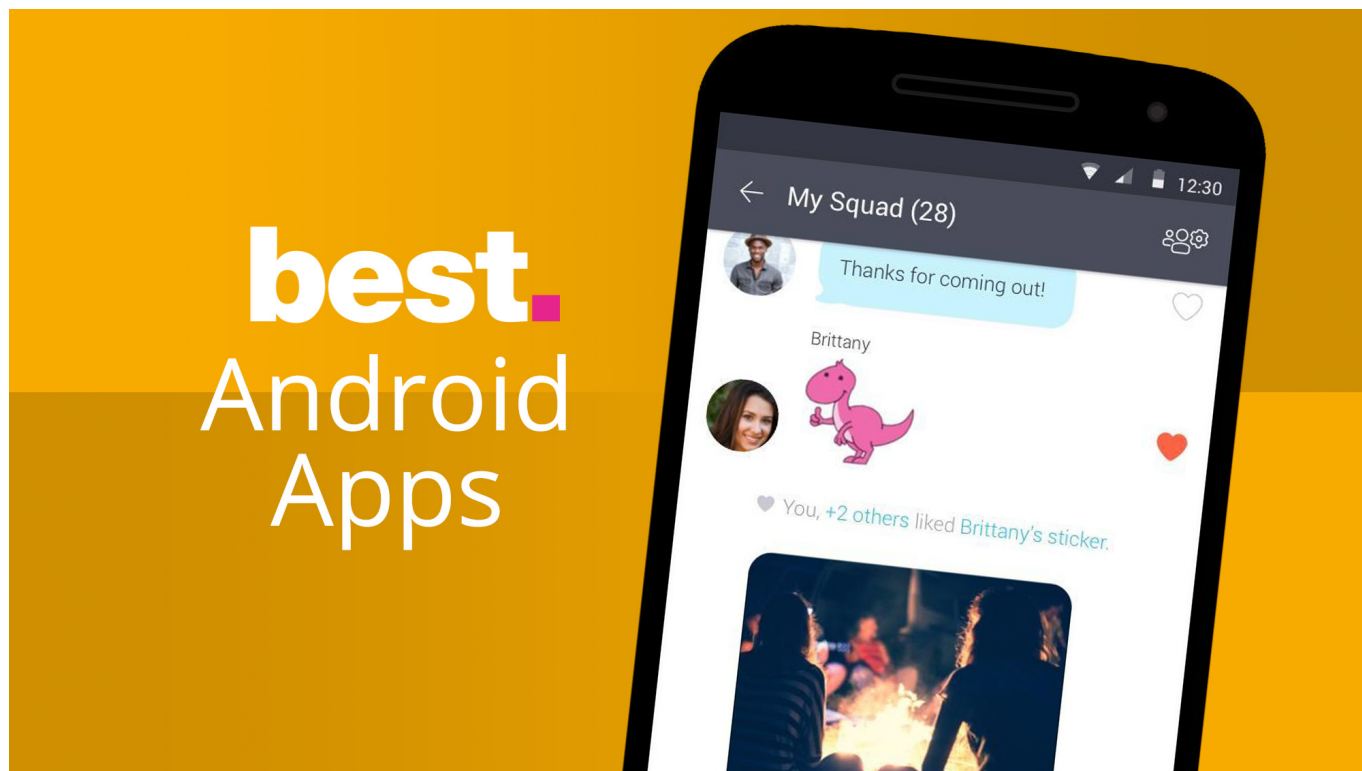 best.
Android
Apps
12:30
My Squad (28)
Thanks for coming out!
Brittany
You, +2 others liked Brittany's sticker.